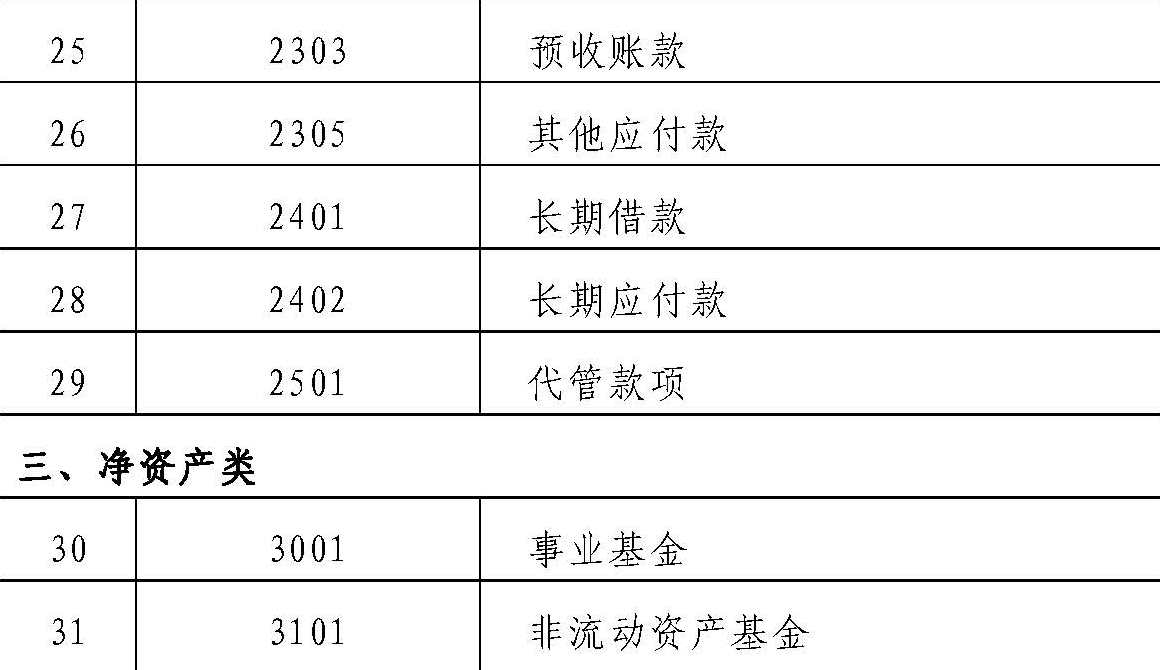 25 2303 预收账款
26 2305 其他应付款
27 2401 长期借款
28 2402 长期应付款
29 2501 代管款项
三、净资产类
30 3001 事业基金
31 3101 非流动资产基金